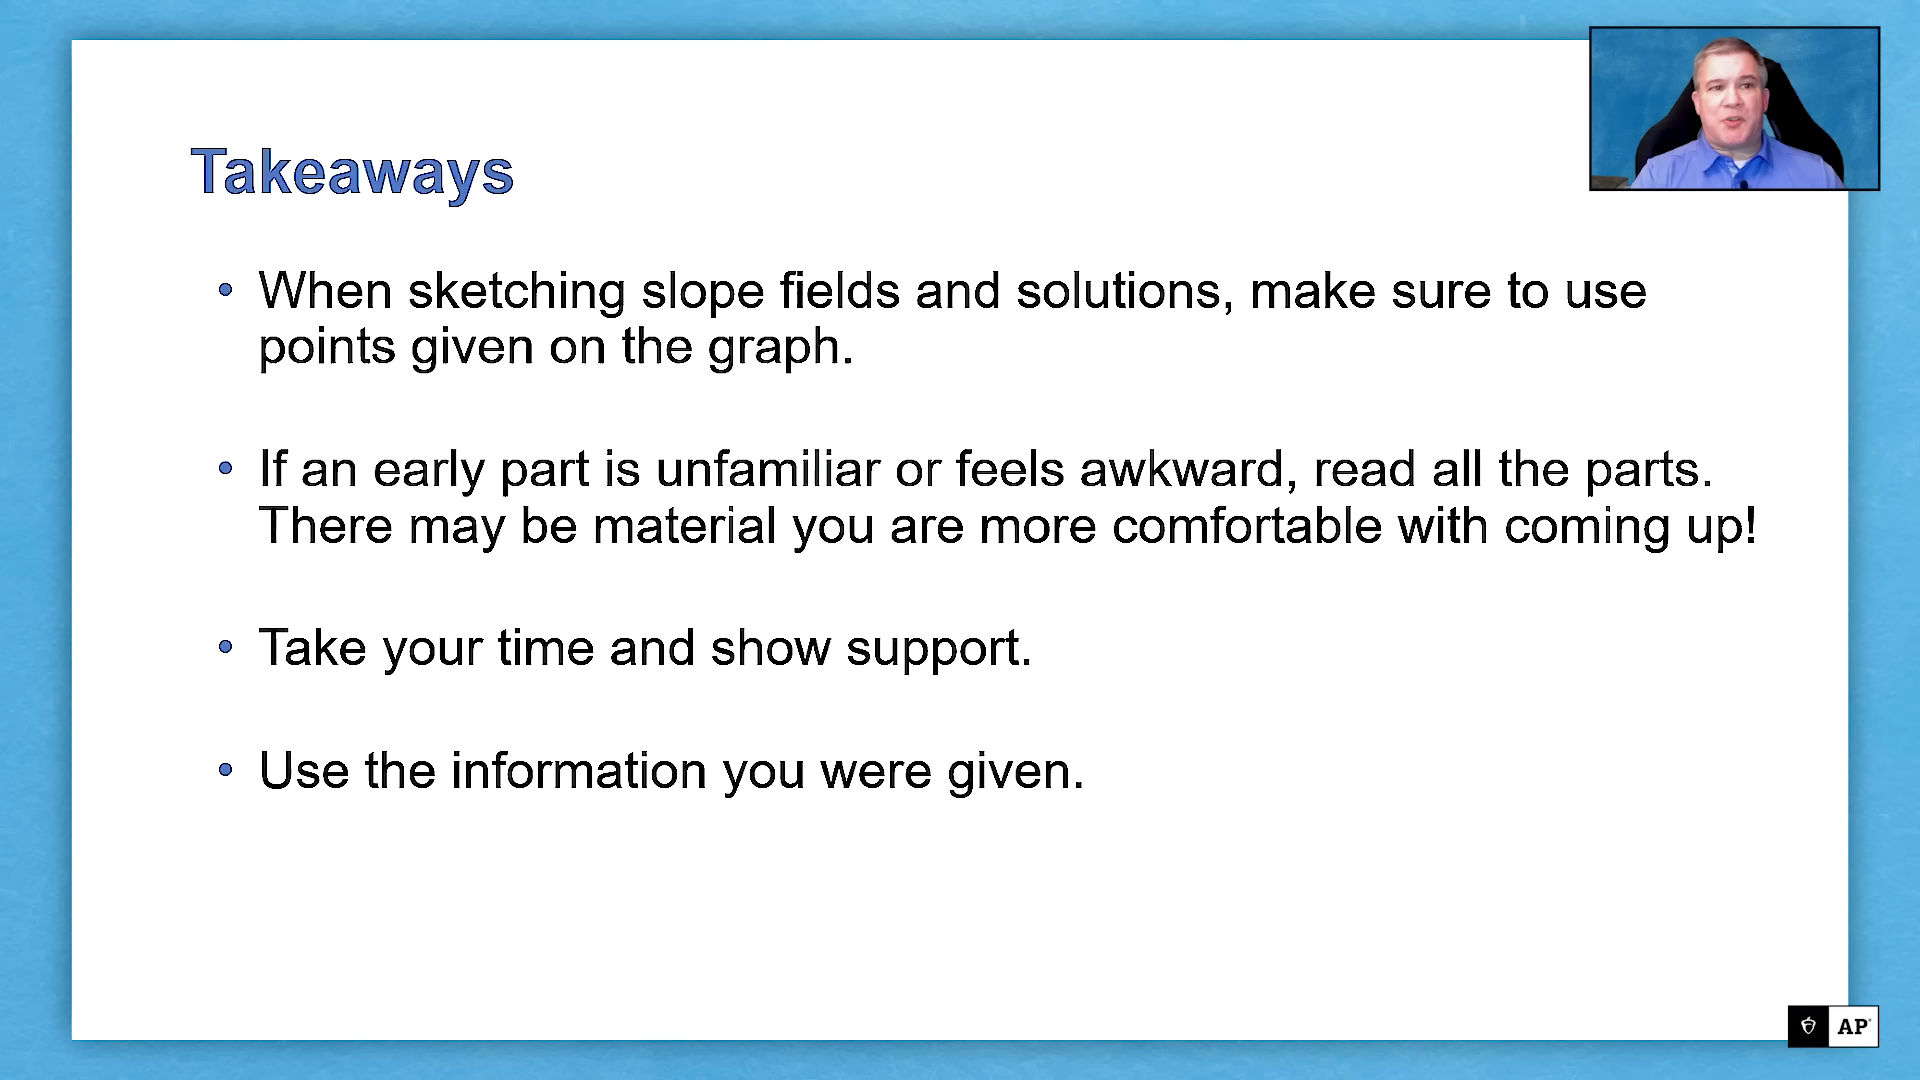 Takeaways
• When sketching slope fields and solutions, make sure to use
points given on the graph.
• If an early part is unfamiliar or feels awkward, read all the parts.
There may be material you are more comfortable with coming up!
• Take your time and show support.
• Use the information you were given.
AP